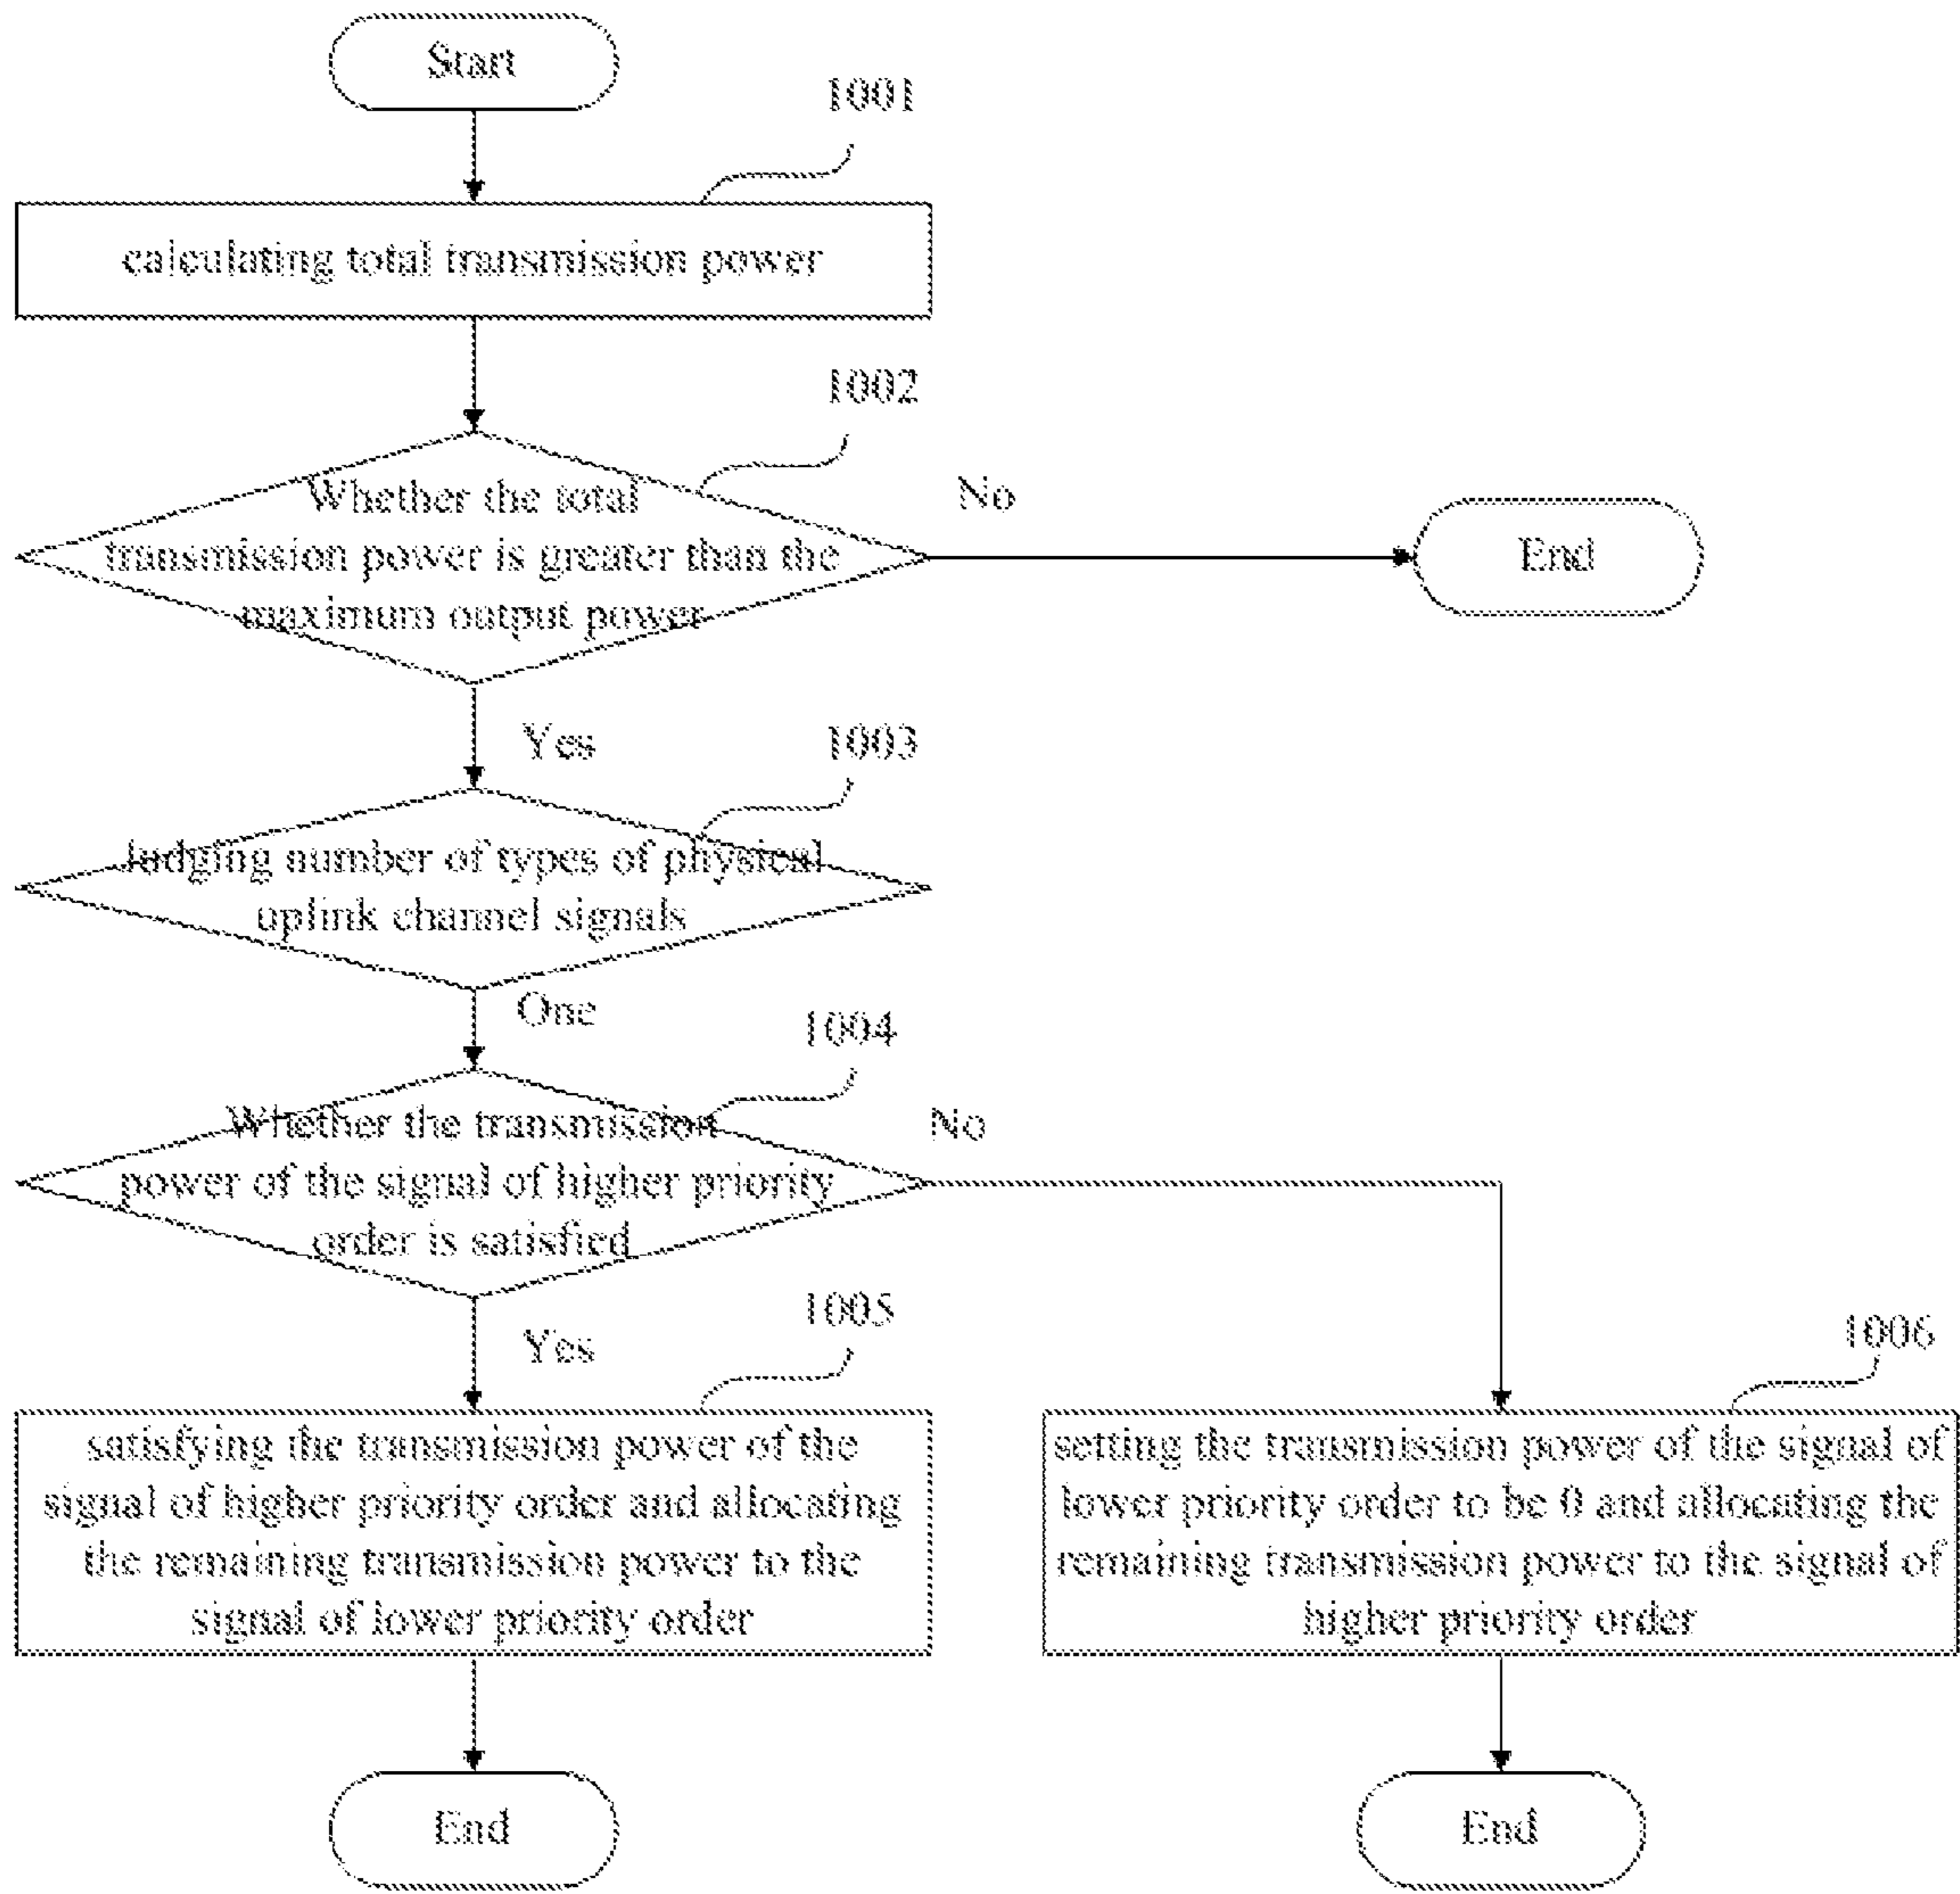 Start
1001
calculating total transmission power
1002
Whether the total
transmission power is greater than the
maximum output power
No
End
Yes
1003
Judging number of types of physical
uplink channel signals
One
1004
Whether the transmission
power of the signal of higher priority
order is satisfied
No
Yes
1005
1006
satisfying the transmission power of the
signal of higher priority order and allocating
the remaining transmission power to the
signal of lower priority order
setting the transmission power of the signal of
lower priority order to be 0 and allocating the
remaining transmission power to the signal of
higher priority order
End
End